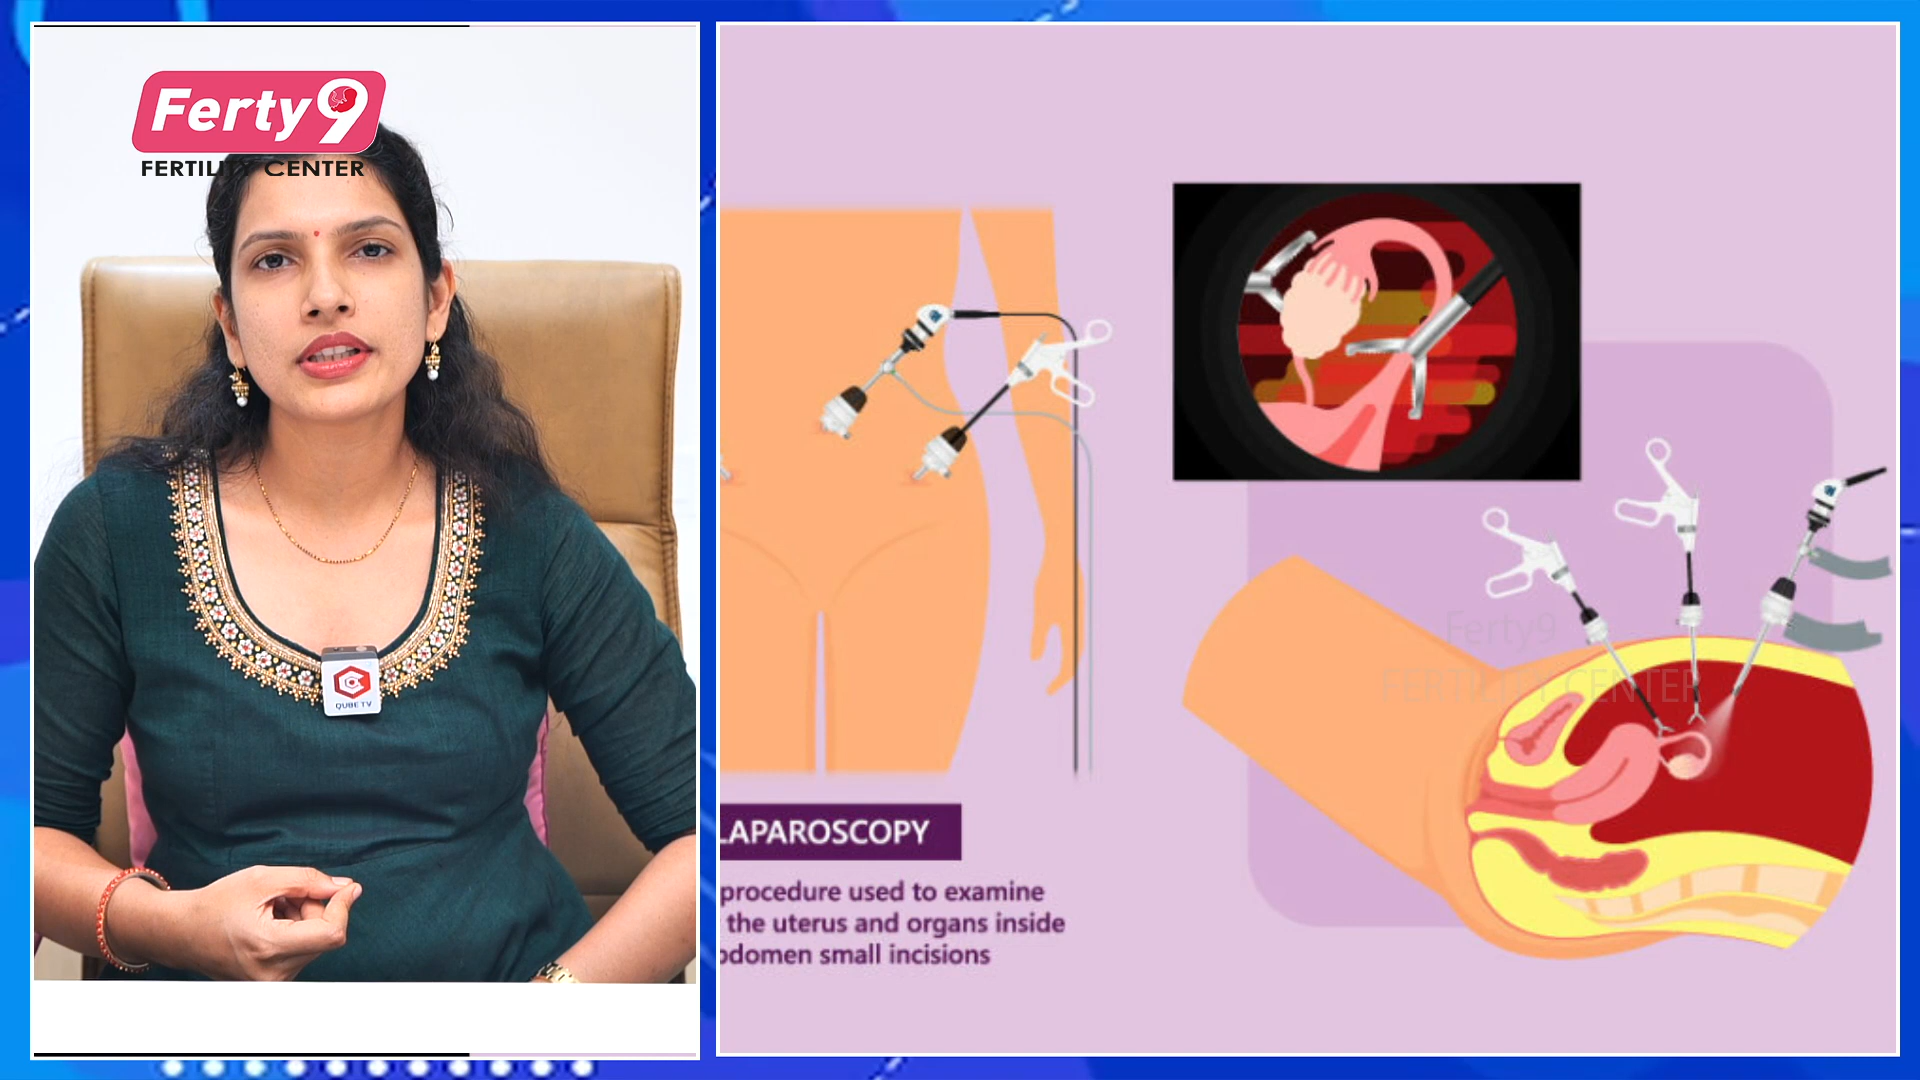 Ferty9
FERTILITY CENTER
QUBE TV
LAPAROSCOPY
procedure used to examine
the uterus and organs inside
bdomen small incisions
Ferty9
FERTILITY CENTER